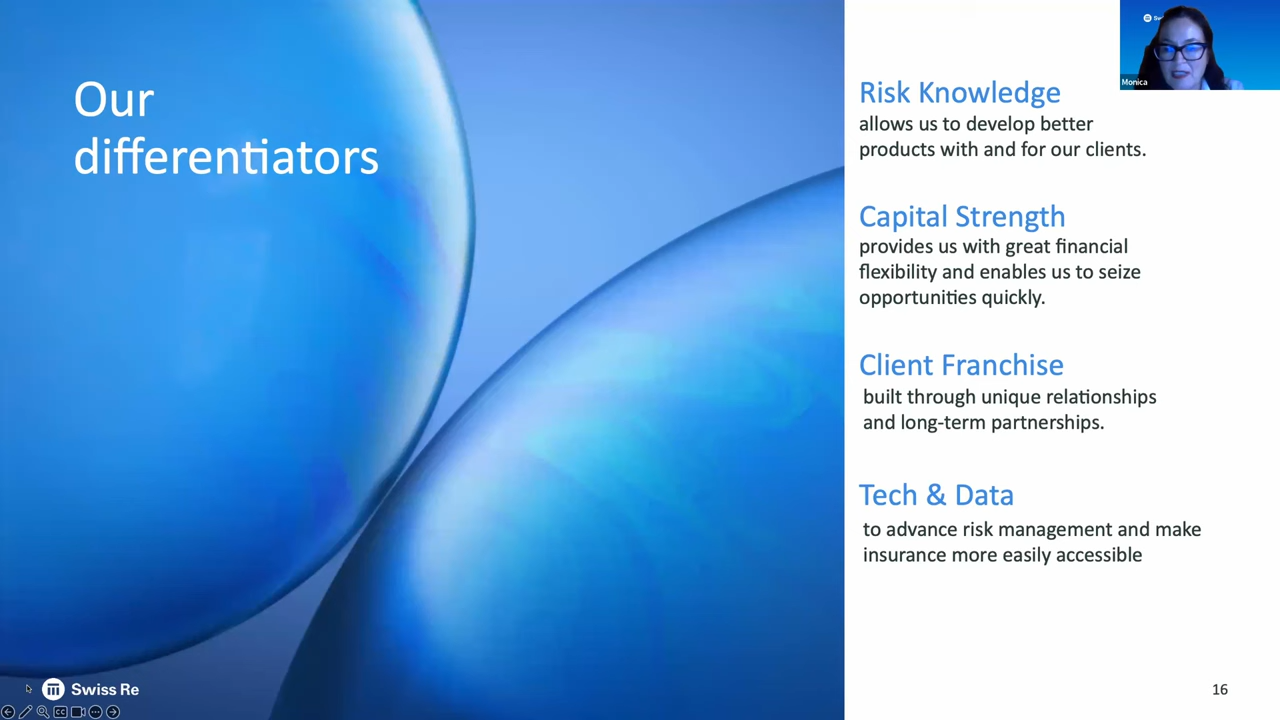 Our
differentiators
Risk Knowledge
allows us to develop better
products with and for our clients.
Capital Strength
provides us with great financial
flexibility and enables us to seize
opportunities quickly.
Client Franchise
built through unique relationships
and long-term partnerships.
Tech & Data
to advance risk management and make
insurance more easily accessible
Monica
Swiss Re
CC
16